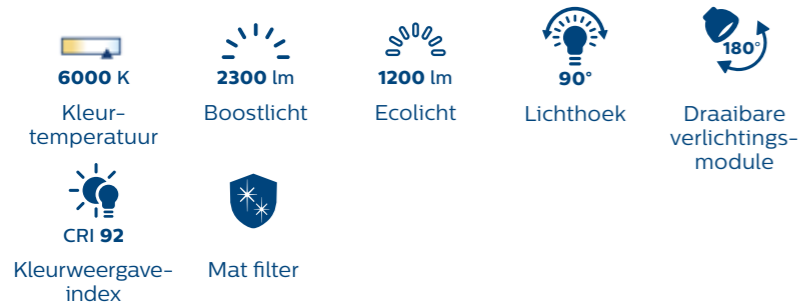 6000 K
Kleur-
temperatuur
2300 lm
Boostlicht
1200 lm
Ecolicht
90°
Lichthoek
180°
Draaibare
verlichtings-
module
CRI 92
Kleurweergave-
index
Mat filter